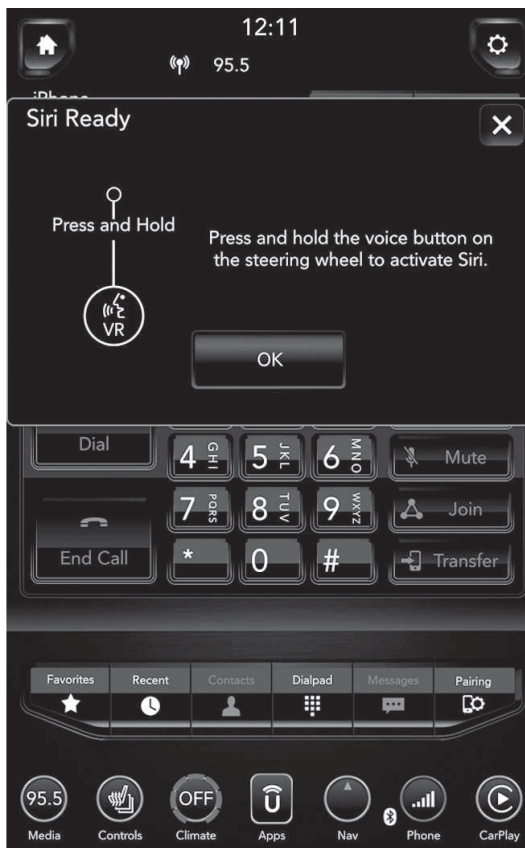 12:11
95.5
iPhone
Siri Ready
Press and Hold
VR
Press and hold the voice button on
the steering wheel to activate Siri.
OK
Dial
4 GHI
5 JKL
6 MNO
Mute
7 PQRS
8 TUV
9 WXYZ
Join
End Call
*
0
#
Transfer
Favorites
Recent
Contacts
Dialpad
Messages
Pairing
95.5
OFF
Media
Controls
Climate
Apps
Nav
Phone
CarPlay